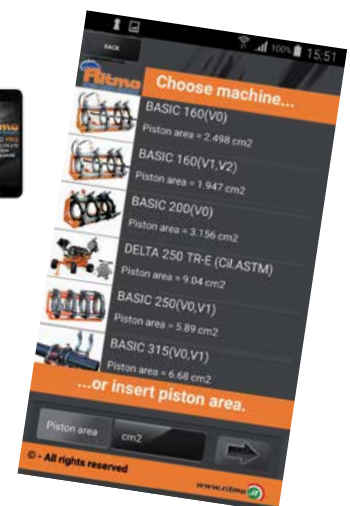 100% 15:51
BACK
Ritmo
Choose machine...
BASIC 160(V0)
Piston area = 2.498 cm2
BASIC 160(V1,V2)
Piston area = 1.947 cm2
BASIC 200(V0)
Piston area = 3.156 cm2
DELTA 250 TR-E (Cil.ASTM)
Piston area = 9.04 cm2
BASIC 250(V0,V1)
Piston area = 5.89 cm2
BASIC 315(V0,V1)
Piston area = 6.68 cm2
...or insert piston area.
Piston area
cm2
© - All rights reserved
www.ritmo.it